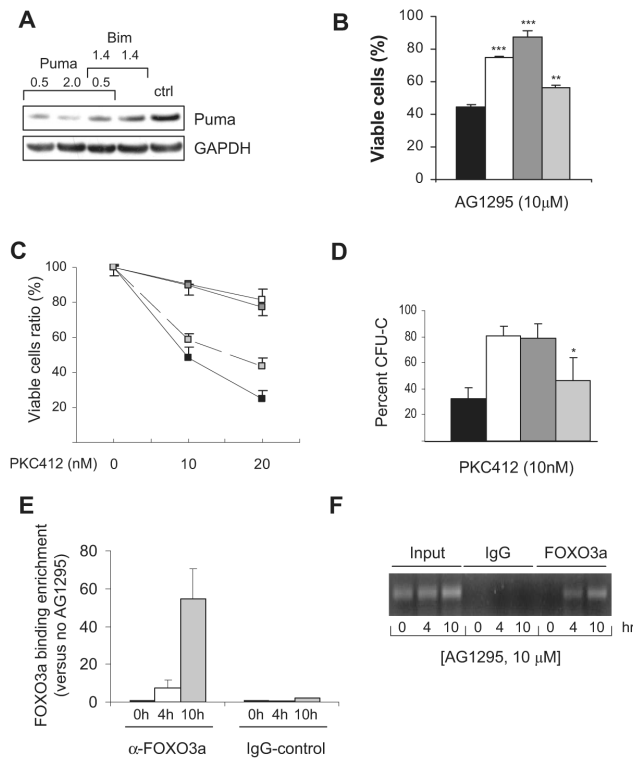 A
Bim
Puma 1.4 1.4
0.5 2.0 0.5 ctrl
Puma
GAPDH
B
Viable cells (%)
100
80
60
40
20
0
***
***
**
AG1295 (10μM)
C
Viable cells ratio (%)
100
80
60
40
20
PKC412 (nM) 0 10 20
D
Percent CFU-C
100
80
60
40
20
*
PKC412 (10nM)
E
FOXO3a binding enrichment
(versus no AG1295)
80
60
40
20
0
0h 4h 10h 0h 4h 10h
α-FOXO3a IgG-control
F
Input IgG FOXO3a
0 4 10 0 4 10 0 4 10 hr
[AG1295, 10 μM]